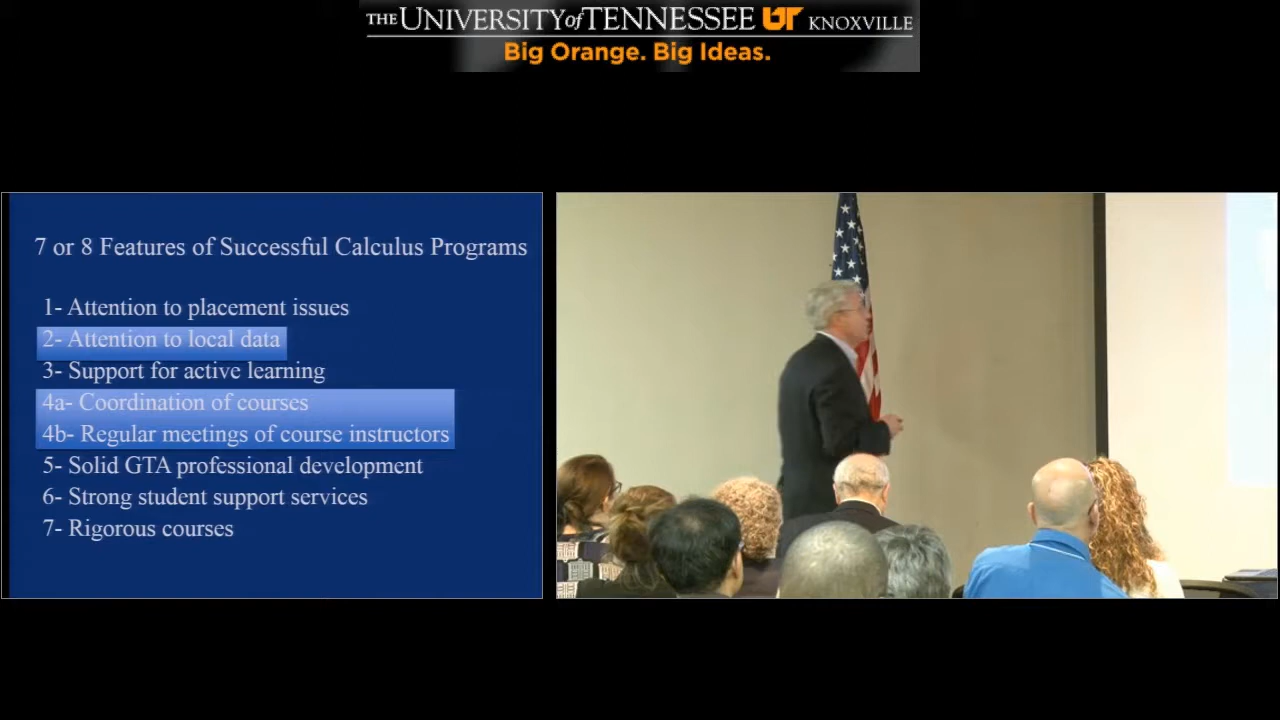 THE UNIVERSITY of TENNESSEE UT KNOXVILLE
Big Orange. Big Ideas.
7 or 8 Features of Successful Calculus Programs
1- Attention to placement issues
2- Attention to local data
3- Support for active learning
4a- Coordination of courses
4b- Regular meetings of course instructors
5- Solid GTA professional development
6- Strong student support services
7- Rigorous courses